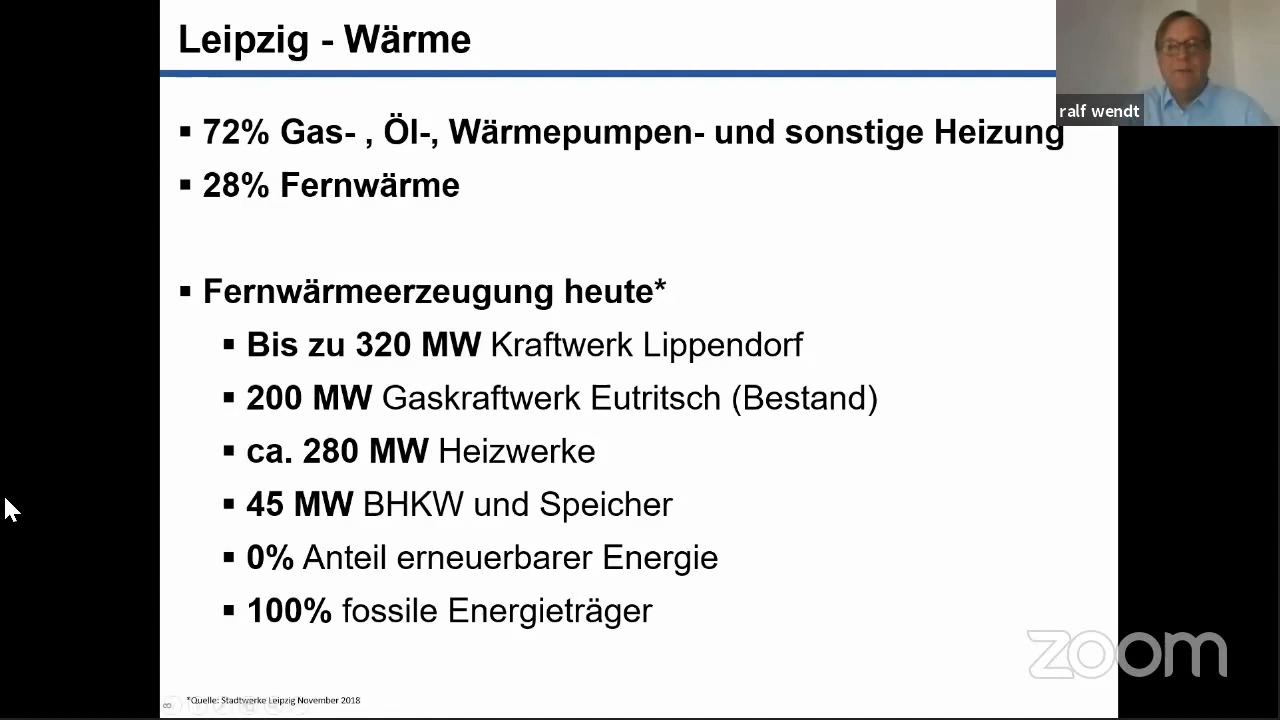 Leipzig - Wärme
ralf wendt
▪ 72% Gas- , Öl-, Wärmepumpen- und sonstige Heizung
▪ 28% Fernwärme
▪ Fernwärmeerzeugung heute*
▪ Bis zu 320 MW Kraftwerk Lippendorf
▪ 200 MW Gaskraftwerk Eutritsch (Bestand)
▪ ca. 280 MW Heizwerke
▪ 45 MW BHKW und Speicher
▪ 0% Anteil erneuerbarer Energie
▪ 100% fossile Energieträger
zoom
*Quelle: Stadtwerke Leipzig November 2018
8